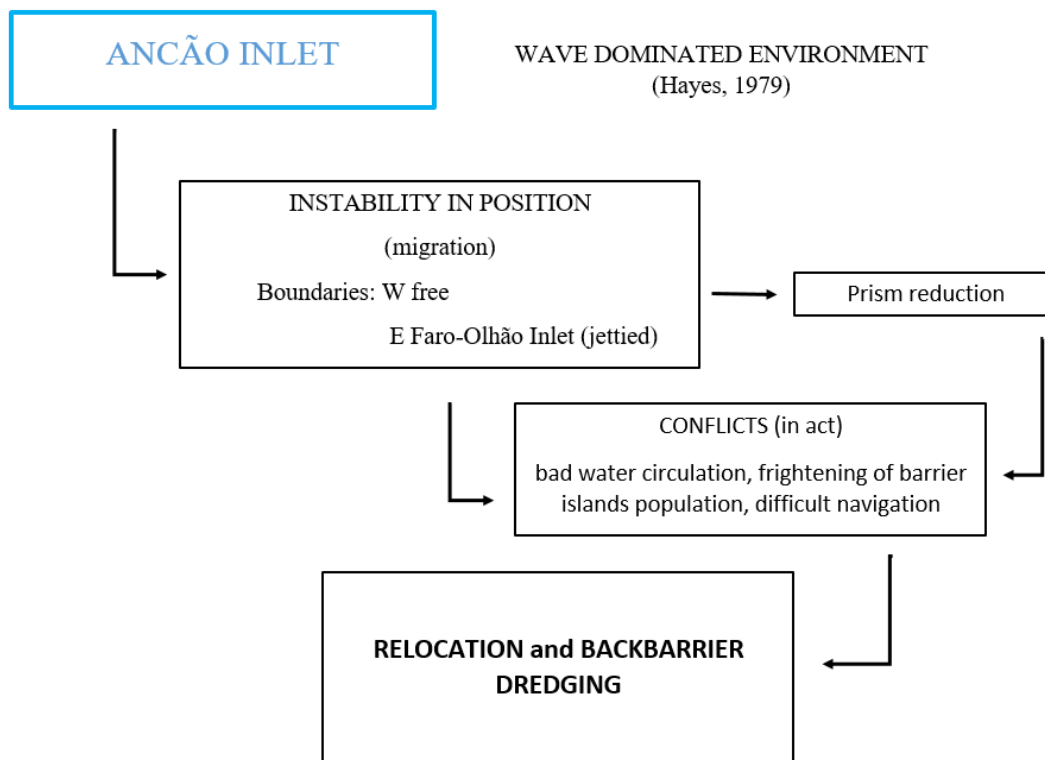 ANCÃO INLET
WAVE DOMINATED ENVIRONMENT
(Hayes, 1979)
INSTABILITY IN POSITION
(migration)
Boundaries: W free
E Faro-Olhão Inlet (jettied)
Prism reduction
CONFLICTS (in act)
bad water circulation, frightening of barrier
islands population, difficult navigation
RELOCATION and BACKBARRIER
DREDGING